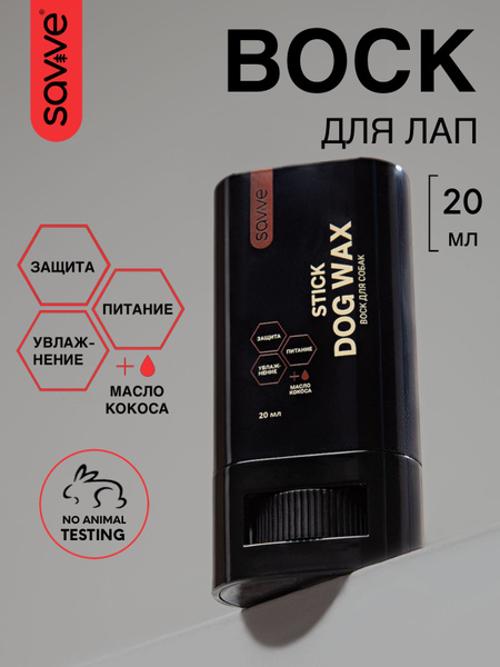 savve®
ВОСК
ДЛЯ ЛАП
20
МЛ
ЗАЩИТА
ПИТАНИЕ
УВЛАЖ-
НЕНИЕ
+
МАСЛО
КОКОСА
NO ANIMAL
TESTING
savve
STICK
DOG WAX
ВОСК ДЛЯ СОБАК
ЗАЩИТА
ПИТАНИЕ
УВЛАЖ-
НЕНИЕ
+
МАСЛО
КОКОСА
20 МЛ